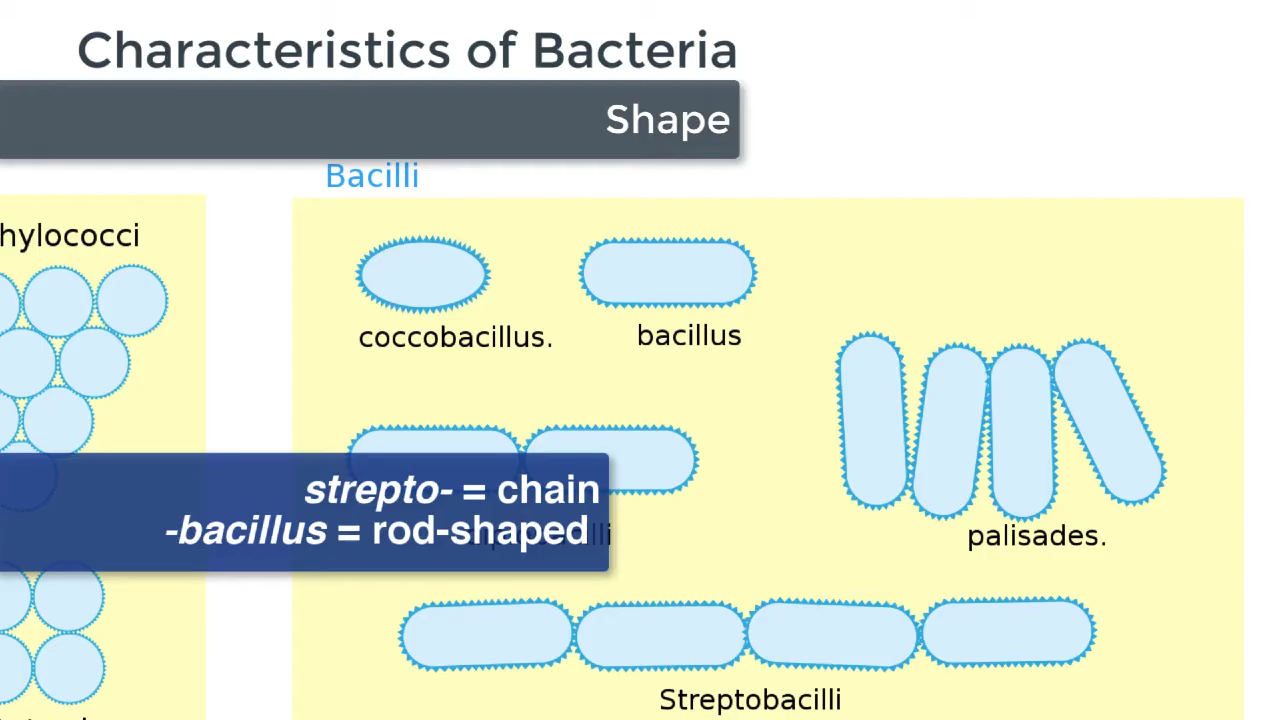 Characteristics of Bacteria
Shape
Bacilli
hylococci
coccobacillus.
bacillus
strepto- = chain
-bacillus = rod-shaped
palisades.
Streptobacilli